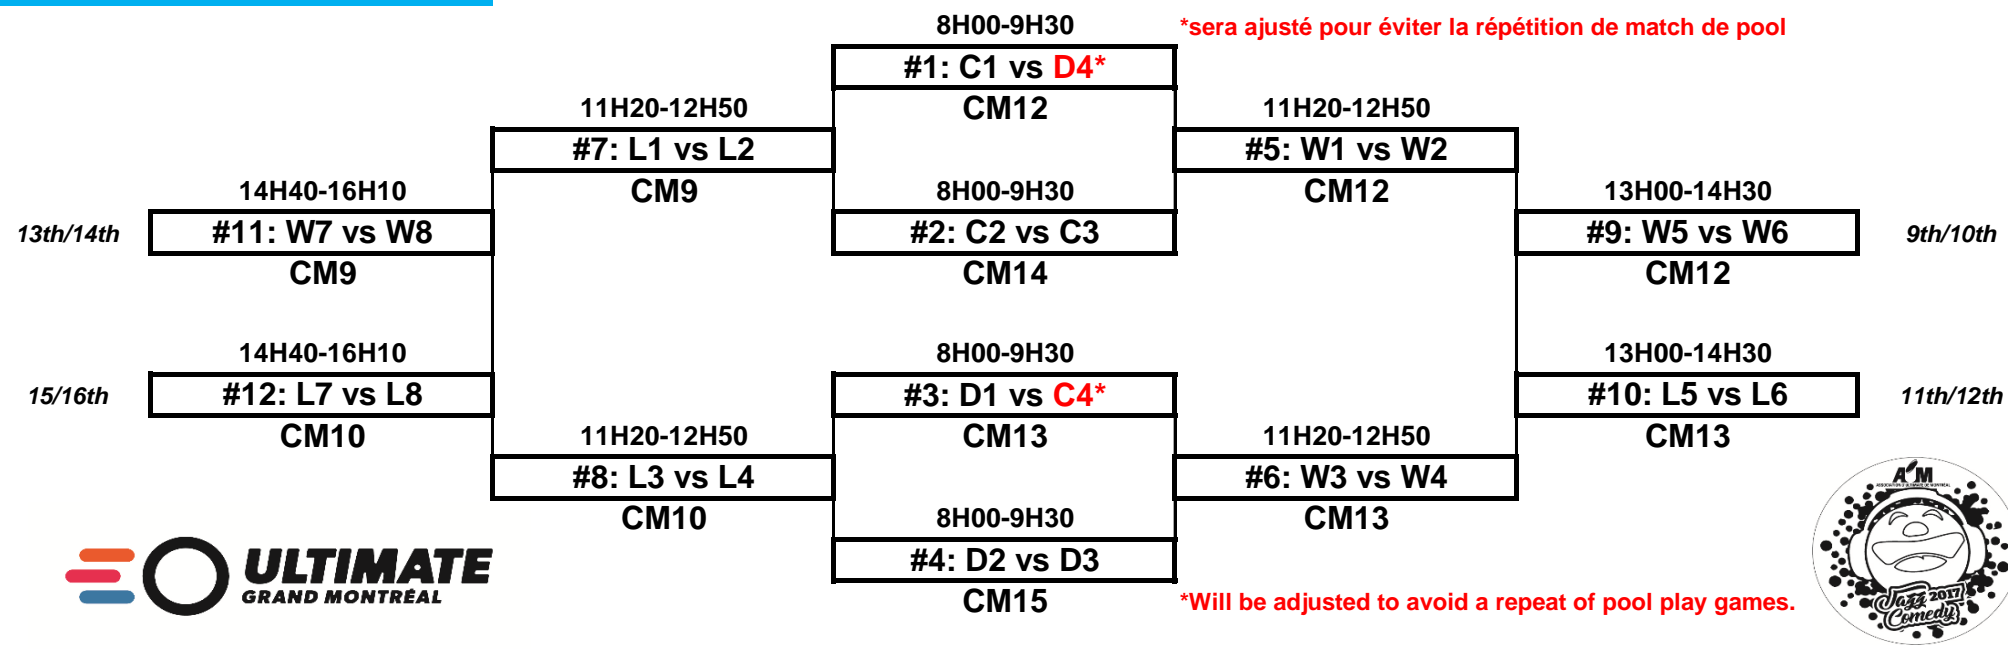 8H00-9H30
*sera ajusté pour éviter la répétition de match de pool
#1: C1 vs D4*
11H20-12H50
CM12
11H20-12H50
#7: L1 vs L2
#5: W1 vs W2
14H40-16H10
CM9
8H00-9H30
CM12
13H00-14H30
13th/14th
#11: W7 vs W8
#2: C2 vs C3
#9: W5 vs W6
9th/10th
CM9
CM14
CM12
14H40-16H10
8H00-9H30
13H00-14H30
15/16th
#12: L7 vs L8
#3: D1 vs C4*
#10: L5 vs L6
11th/12th
CM10
11H20-12H50
CM13
11H20-12H50
CM13
#8: L3 vs L4
#6: W3 vs W4
CM10
8H00-9H30
CM13
#4: D2 vs D3
CM15
*Will be adjusted to avoid a repeat of pool play games.
ULTIMATE
GRAND MONTRÉAL
A'M
ASSOCIATION D'ULTIMATE DE MONTRÉAL
Jazz 2017
Comedy